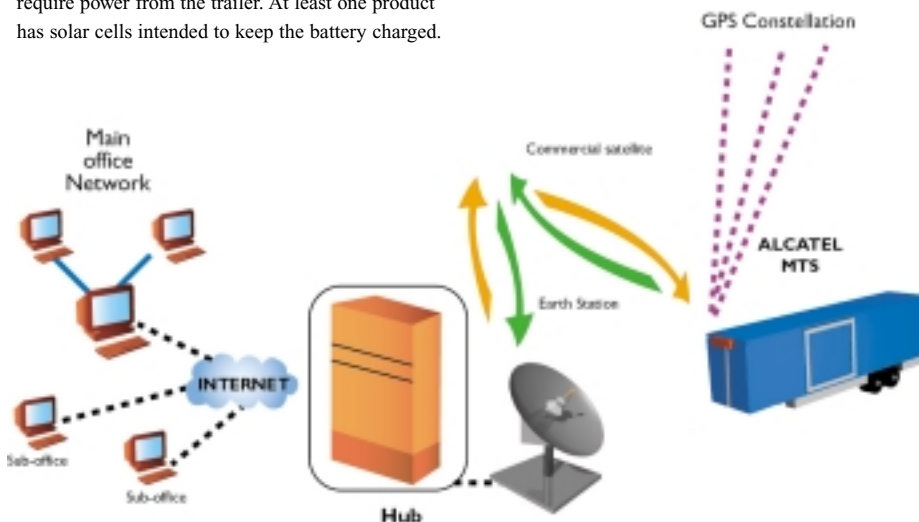 require power from the trailer. At least one product
has solar cells intended to keep the battery charged.
GPS Constellation
Main
office
Network
Commercial satellite
ALCATEL
MTS
Earth Station
INTERNET
Sub-office
Sub-office
Hub